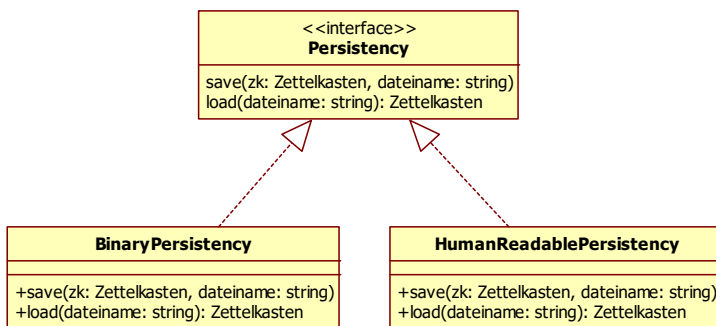 <<interface>>
Persistency
save(zk: Zettelkasten, dateiname: string)
load(dateiname: string): Zettelkasten
BinaryPersistency
+save(zk: Zettelkasten, dateiname: string)
+load(dateiname: string): Zettelkasten
HumanReadablePersistency
+save(zk: Zettelkasten, dateiname: string)
+load(dateiname: string): Zettelkasten